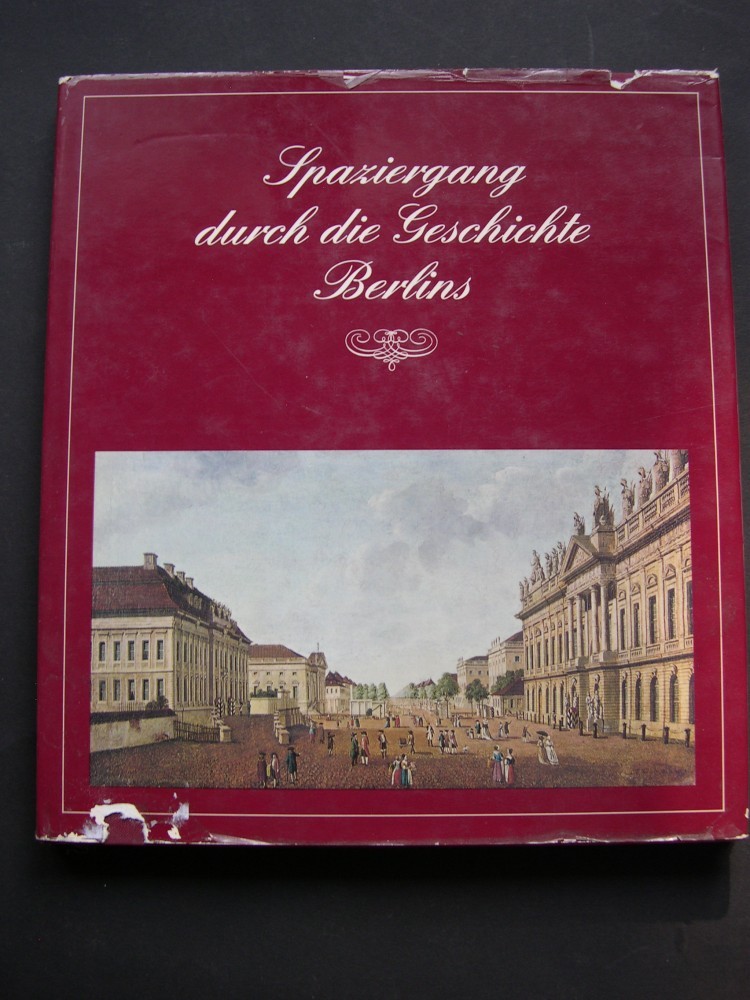 Spaziergang
durch die Geschichte
Berlins